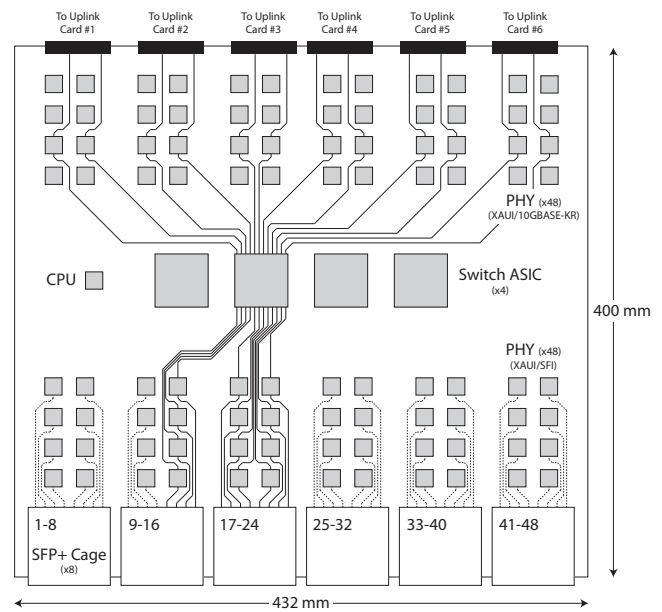 To Uplink
Card #1
To Uplink
Card #2
To Uplink
Card #3
To Uplink
Card #4
To Uplink
Card #5
To Uplink
Card #6
PHY (x48)
(XAUI/10GBASE-KR)
CPU
Switch ASIC
(x4)
400 mm
PHY (x48)
(XAUI/SFI)
1-8
9-16
17-24
25-32
33-40
41-48
SFP+ Cage
(x8)
432 mm